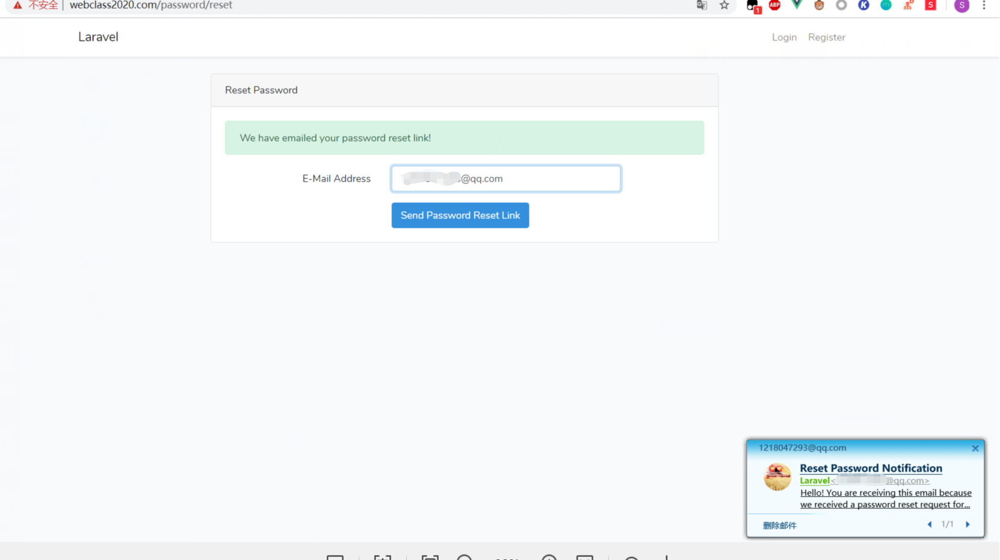 不安全 | webclass2020.com/password/reset
ABP
1
K
m
S
S
Laravel
Login Register
Reset Password
We have emailed your password reset link!
E-Mail Address
@qq.com
Send Password Reset Link
1218047293@qq.com
Reset Password Notification
Laravel< @qq.com>
Hello! You are receiving this email because
we received a password reset request for...
删除邮件
1/1